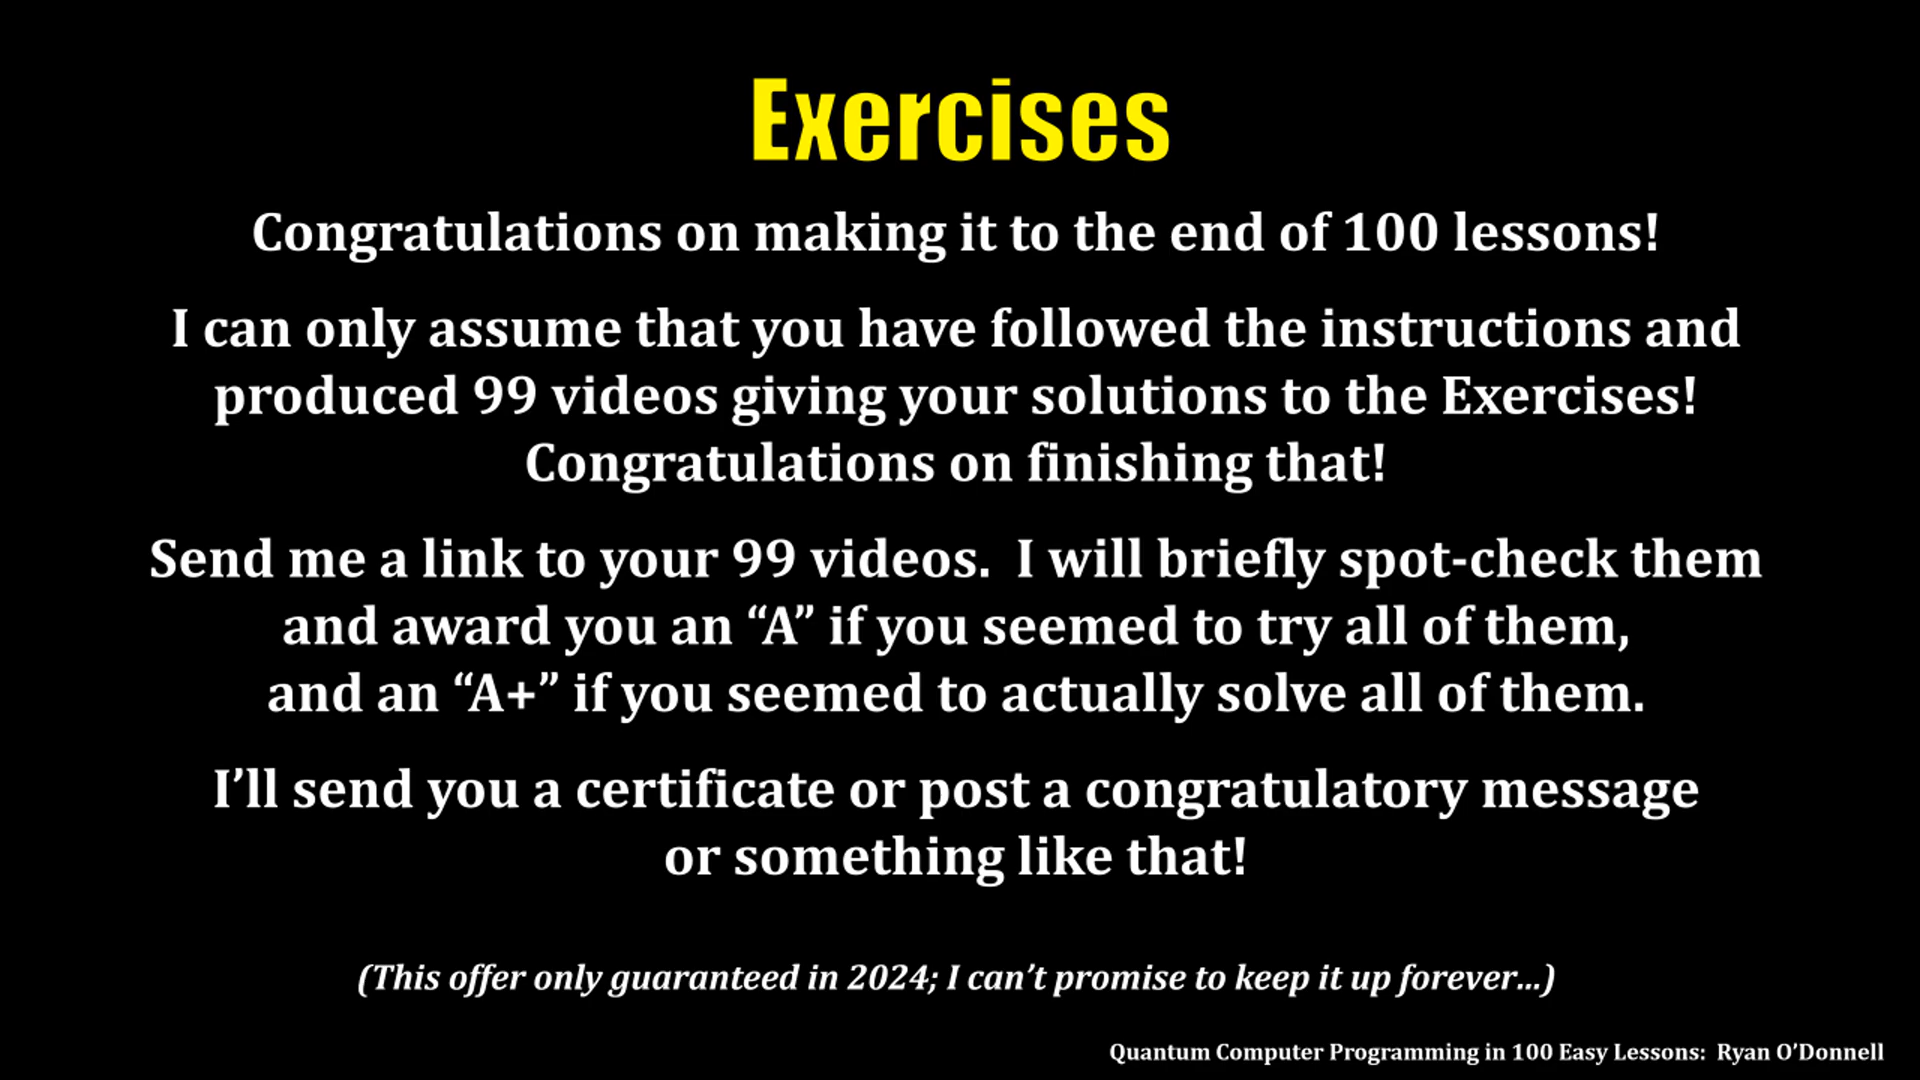 Exercises
Congratulations on making it to the end of 100 lessons!
I can only assume that you have followed the instructions and
produced 99 videos giving your solutions to the Exercises!
Congratulations on finishing that!
Send me a link to your 99 videos.  I will briefly spot-check them
and award you an “A” if you seemed to try all of them,
and an “A+” if you seemed to actually solve all of them.
I’ll send you a certificate or post a congratulatory message
or something like that!
(This offer only guaranteed in 2024; I can’t promise to keep it up forever…)
Quantum Computer Programming in 100 Easy Lessons:  Ryan O’Donnell